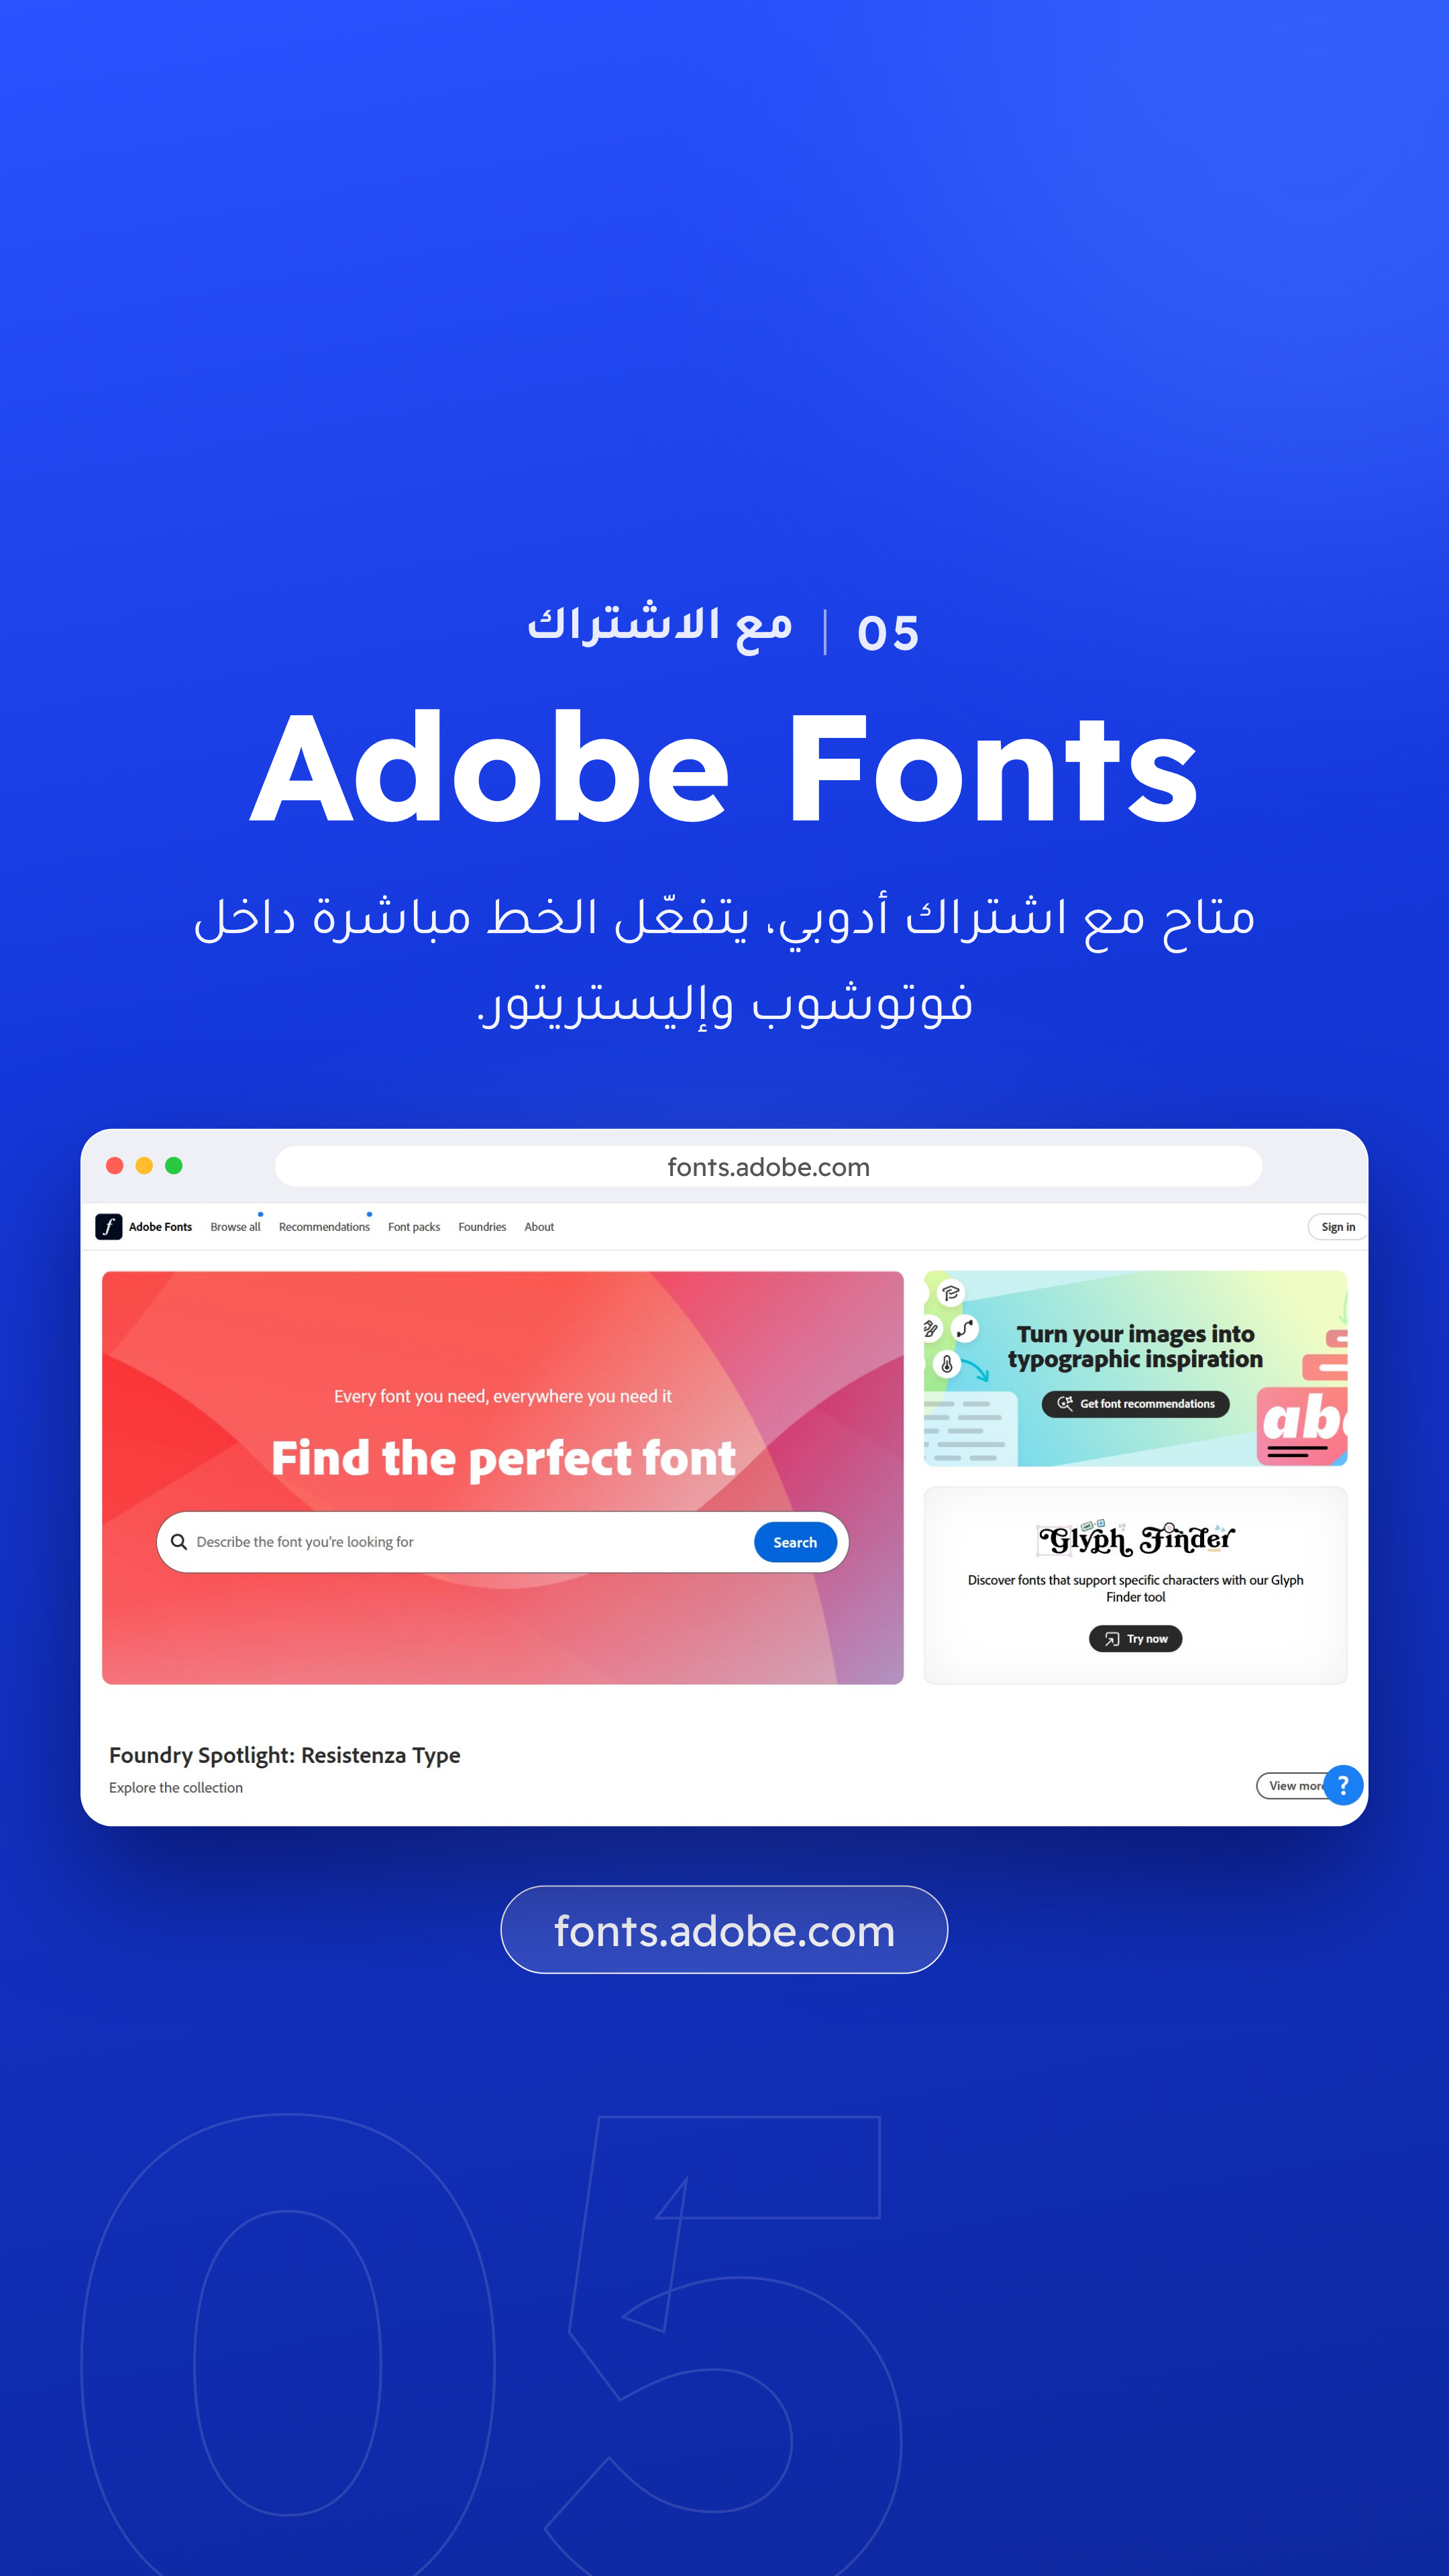 05 | مع الاشتراك
Adobe Fonts
متاح مع اشتراك أدوبي، يتفعّل الخط مباشرة داخل
فوتوشوب وإليستريتور.
fonts.adobe.com
Adobe Fonts Browse all Recommendations Font packs Foundries About Sign in
Every font you need, everywhere you need it
Find the perfect font
Describe the font you're looking for Search
Turn your images into
typographic inspiration
Get font recommendations
abc
Glyph Finder
Discover fonts that support specific characters with our Glyph
Finder tool
Try now
Foundry Spotlight: Resistenza Type
Explore the collection
View more ?
fonts.adobe.com
05